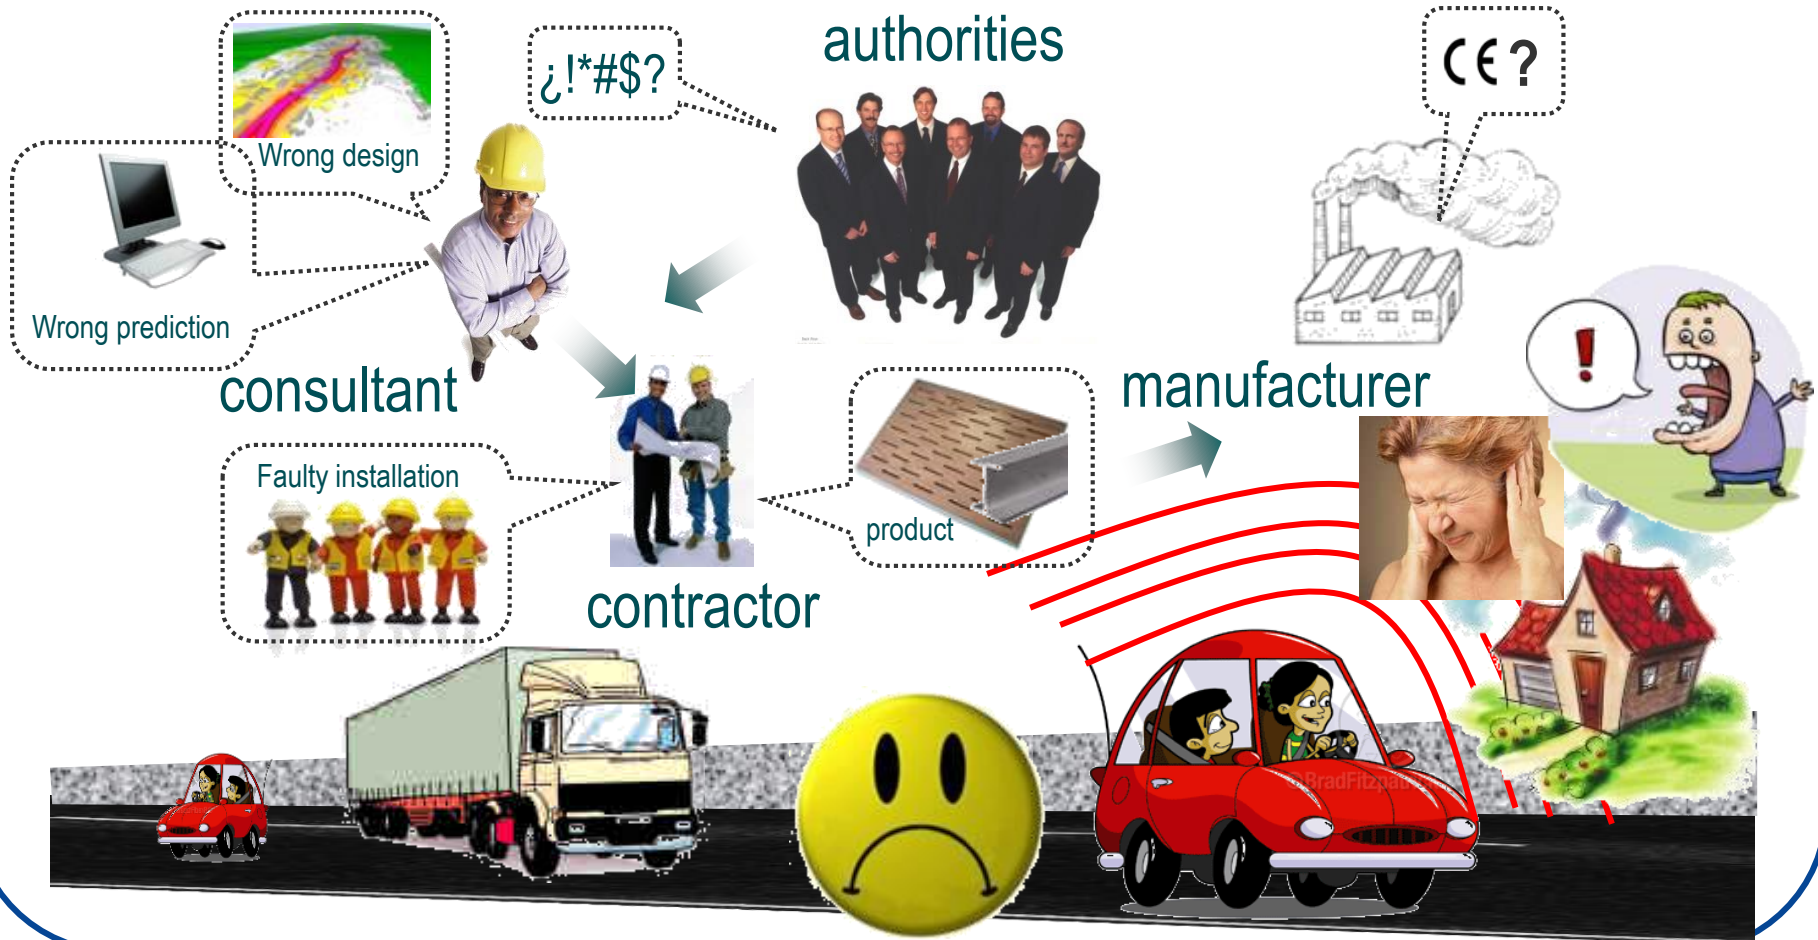 authorities
¿!*#$?
CE?
Wrong design
Wrong prediction
consultant
manufacturer
!
Faulty installation
product
contractor